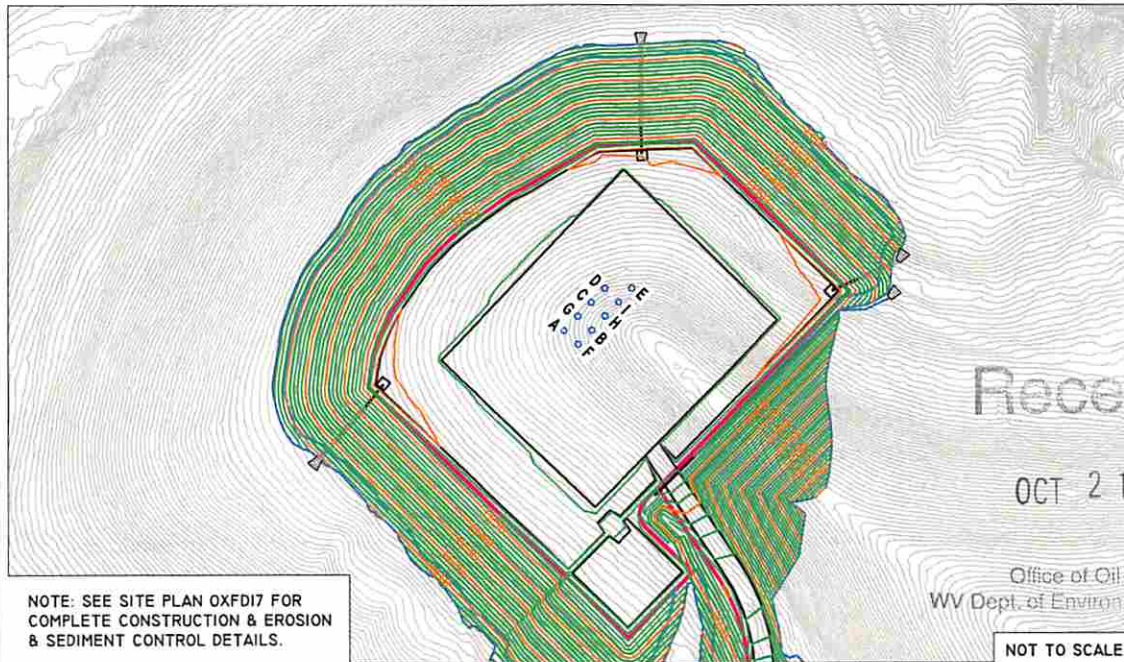 D
C
G
A
E
I
H
B
F
Rece
OCT 2 1
Office of Oil
WV Dept. of Environ
NOTE: SEE SITE PLAN OXFD17 FOR
COMPLETE CONSTRUCTION & EROSION
& SEDIMENT CONTROL DETAILS.
NOT TO SCALE